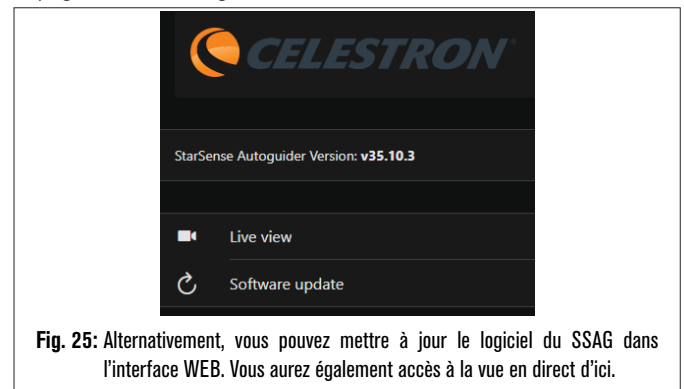 CELESTRON
StarSense Autoguider Version: v35.10.3
Live view
Software update
Fig. 25: Alternativement, vous pouvez mettre à jour le logiciel du SSAG dans
l'interface WEB. Vous aurez également accès à la vue en direct d'ici.